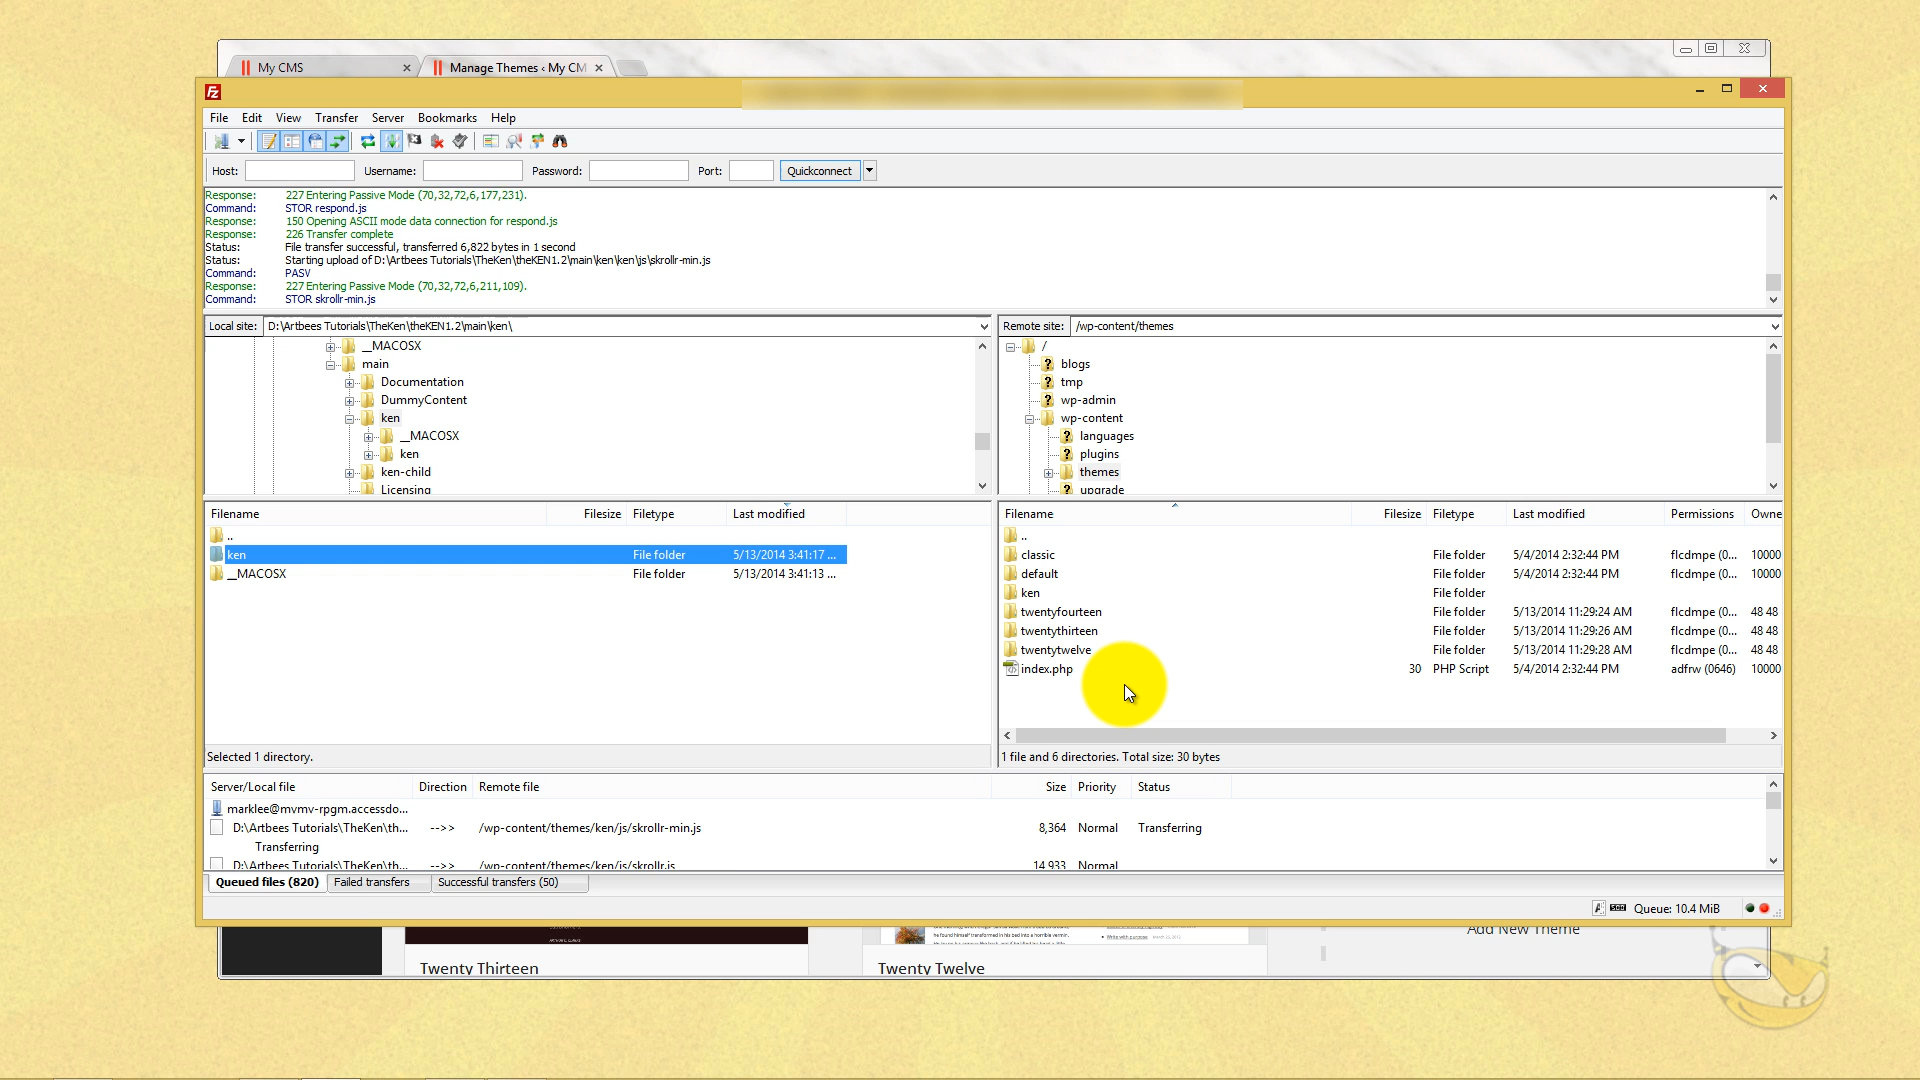 My CMS
Manage Themes ‹ My CM
Fz
File Edit View Transfer Server Bookmarks Help
Host: Username: Password: Port: Quickconnect
Response: 227 Entering Passive Mode (70,32,72,6,177,231).
Command: STOR respond.js
Response: 150 Opening ASCII mode data connection for respond.js
Response: 226 Transfer complete
Status: File transfer successful, transferred 6,822 bytes in 1 second
Status: Starting upload of D:\Artbees Tutorials\TheKen\theKEN1.2\main\ken\ken\js\skrollr-min.js
Command: PASV
Response: 227 Entering Passive Mode (70,32,72,6,211,109).
Command: STOR skrollr-min.js
Local site: D:\Artbees Tutorials\TheKen\theKEN1.2\main\ken\
__MACOSX
main
Documentation
DummyContent
ken
__MACOSX
ken
ken-child
Licensing
Remote site: /wp-content/themes
/
blogs
tmp
wp-admin
wp-content
languages
plugins
themes
upgrade
Filename Filesize Filetype Last modified
..
ken File folder 5/13/2014 3:41:17 ...
__MACOSX File folder 5/13/2014 3:41:13 ...
Selected 1 directory.
Filename Filesize Filetype Last modified Permissions Owne
..
classic File folder 5/4/2014 2:32:44 PM flcdmpe (0... 10000
default File folder 5/4/2014 2:32:44 PM flcdmpe (0... 10000
ken File folder
twentyfourteen File folder 5/13/2014 11:29:24 AM flcdmpe (0... 48 48
twentythirteen File folder 5/13/2014 11:29:26 AM flcdmpe (0... 48 48
twentytwelve File folder 5/13/2014 11:29:28 AM flcdmpe (0... 48 48
index.php 30 PHP Script 5/4/2014 2:32:44 PM adfrw (0646) 10000
1 file and 6 directories. Total size: 30 bytes
Server/Local file Direction Remote file Size Priority Status
marklee@mvmv-rpgm.accessdo...
D:\Artbees Tutorials\TheKen\th... -->> /wp-content/themes/ken/js/skrollr-min.js 8,364 Normal Transferring
Transferring
D:\Artbees Tutorials\TheKen\th... -->> /wp-content/themes/ken/js/skrollr.js 14,933 Normal
Queued files (820) Failed transfers Successful transfers (50)
Queue: 10.4 MiB
he found himself transformed in his bed into a horrible vermin.
Write with purpose
Add New Theme
Twenty Thirteen
Twenty Twelve